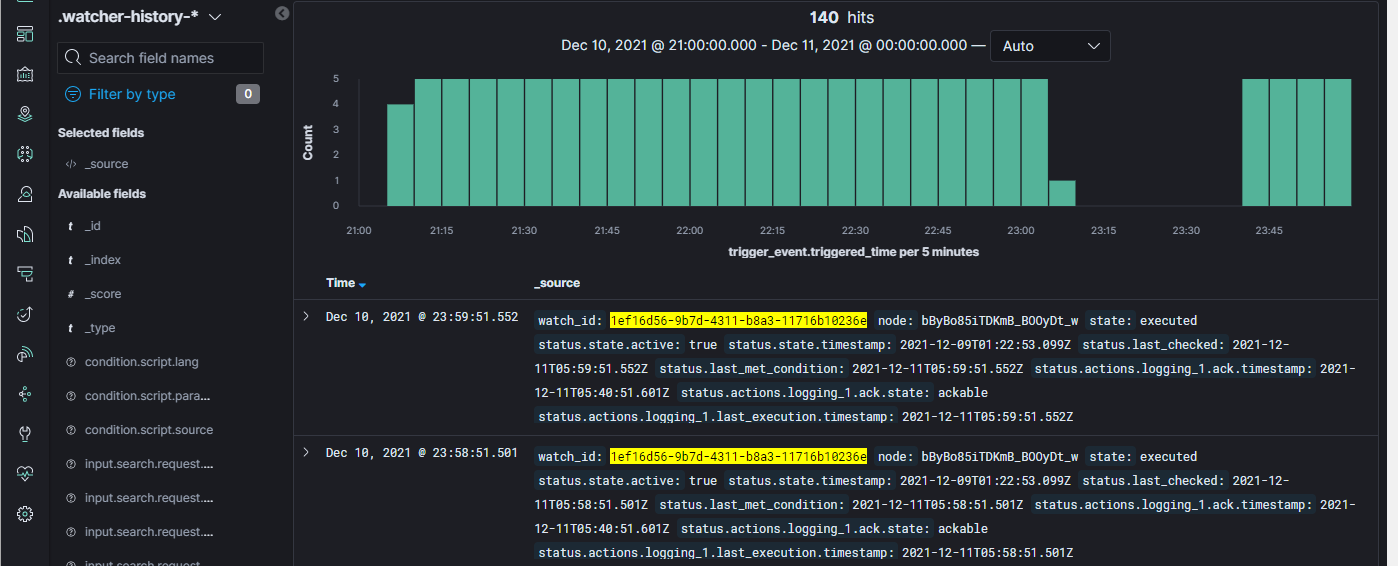 .watcher-history-*
Search field names
Filter by type 0
Selected fields
_source
Available fields
t _id
t _index
# _score
t _type
condition.script.lang
condition.script.para...
condition.script.source
input.search.request....
input.search.request....
input.search.request....
input.search.request....
140 hits
Dec 10, 2021 @ 21:00:00.000 - Dec 11, 2021 @ 00:00:00.000 — Auto
Count
5
4
3
2
1
0
21:00 21:15 21:30 21:45 22:00 22:15 22:30 22:45 23:00 23:15 23:30 23:45
trigger_event.triggered_time per 5 minutes
Time _source
Dec 10, 2021 @ 23:59:51.552 watch_id: 1ef16d56-9b7d-4311-b8a3-11716b10236e node: bByBo85iTDKmB_BOOyDt_w state: executed
status.state.active: true status.state.timestamp: 2021-12-09T01:22:53.099Z status.last_checked: 2021-12-
11T05:59:51.552Z status.last_met_condition: 2021-12-11T05:59:51.552Z status.actions.logging_1.ack.timestamp: 2021-
12-11T05:40:51.601Z status.actions.logging_1.ack.state: ackable
status.actions.logging_1.last_execution.timestamp: 2021-12-11T05:59:51.552Z
Dec 10, 2021 @ 23:58:51.501 watch_id: 1ef16d56-9b7d-4311-b8a3-11716b10236e node: bByBo85iTDKmB_BOOyDt_w state: executed
status.state.active: true status.state.timestamp: 2021-12-09T01:22:53.099Z status.last_checked: 2021-12-
11T05:58:51.501Z status.last_met_condition: 2021-12-11T05:58:51.501Z status.actions.logging_1.ack.timestamp: 2021-
12-11T05:40:51.601Z status.actions.logging_1.ack.state: ackable
status.actions.logging_1.last_execution.timestamp: 2021-12-11T05:58:51.501Z